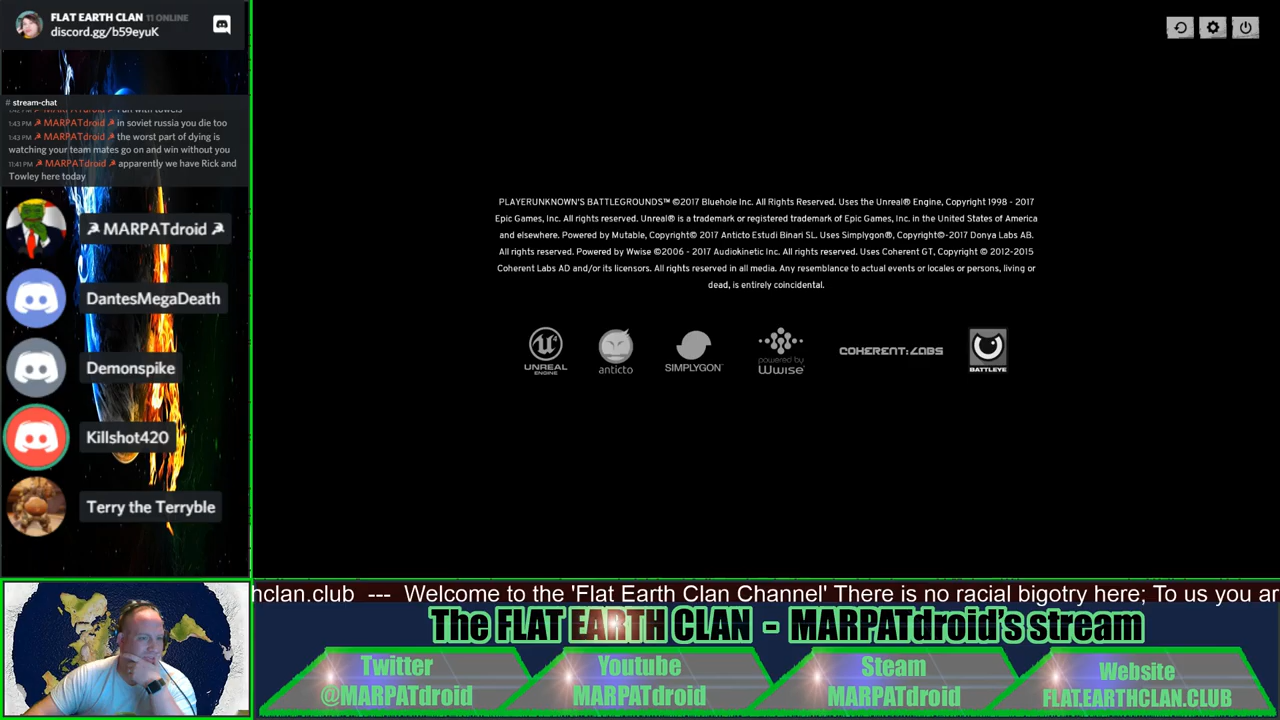 FLAT EARTH CLAN 11 ONLINE
discord.gg/b59eyuK
# stream-chat
1:43 PM MARPATdroid in soviet russia you die too
1:43 PM MARPATdroid the worst part of dying is
watching your team mates go on and win without you
11:41 PM MARPATdroid apparently we have Rick and
Towley here today
MARPATdroid
DantesMegaDeath
Demonspike
Killshot420
Terry the Terryble
PLAYERUNKNOWN'S BATTLEGROUNDS™ ©2017 Bluehole Inc. All Rights Reserved. Uses the Unreal® Engine, Copyright 1998 - 2017
Epic Games, Inc. All rights reserved. Unreal® is a trademark or registered trademark of Epic Games, Inc. in the United States of America
and elsewhere. Powered by Mutable, Copyright© 2017 Anticto Estudi Binari SL. Uses Simplygon®, Copyright©-2017 Donya Labs AB.
All rights reserved. Powered by Wwise ©2006 - 2017 Audiokinetic Inc. All rights reserved. Uses Coherent GT, Copyright © 2012-2015
Coherent Labs AD and/or its licensors. All rights reserved in all media. Any resemblance to actual events or locales or persons, living or
dead, is entirely coincidental.
UNREAL ENGINE
anticto
SIMPLYGON
powered by Wwise
COHERENT:LABS
BATTLEYE
hclan.club --- Welcome to the 'Flat Earth Clan Channel' There is no racial bigotry here; To us you ar
The FLAT EARTH CLAN - MARPATdroid's stream
Twitter
@MARPATdroid
Youtube
MARPATdroid
Steam
MARPATdroid
Website
FLAT.EARTHCLAN.CLUB